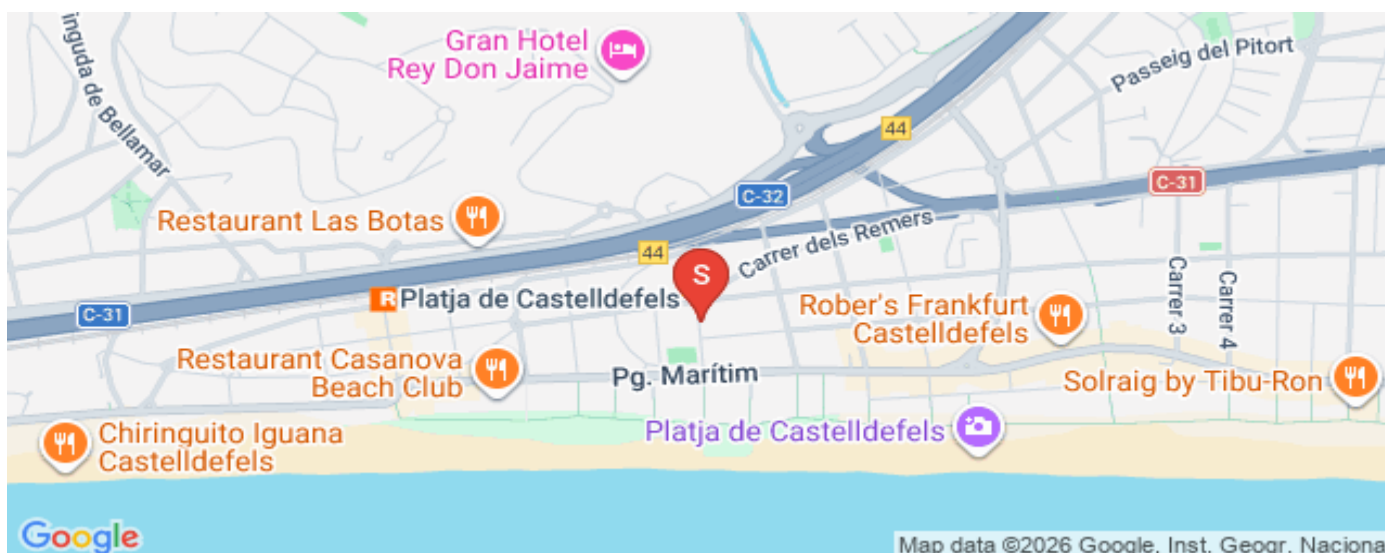 inguda de Bellamar
Gran Hotel
Rey Don Jaime
Passeig del Pitort
44
C-31
C-32
Restaurant Las Botas
Carrer dels Remers
44
S
Carrer 3
Carrer 4
R
Platja de Castelldefels
C-31
Rober's Frankfurt
Castelldefels
Restaurant Casanova
Beach Club
Pg. Marítim
Solraig by Tibu-Ron
Chiringuito Iguana
Castelldefels
Platja de Castelldefels
Google
Map data ©2026 Google, Inst. Geogr. Naciona